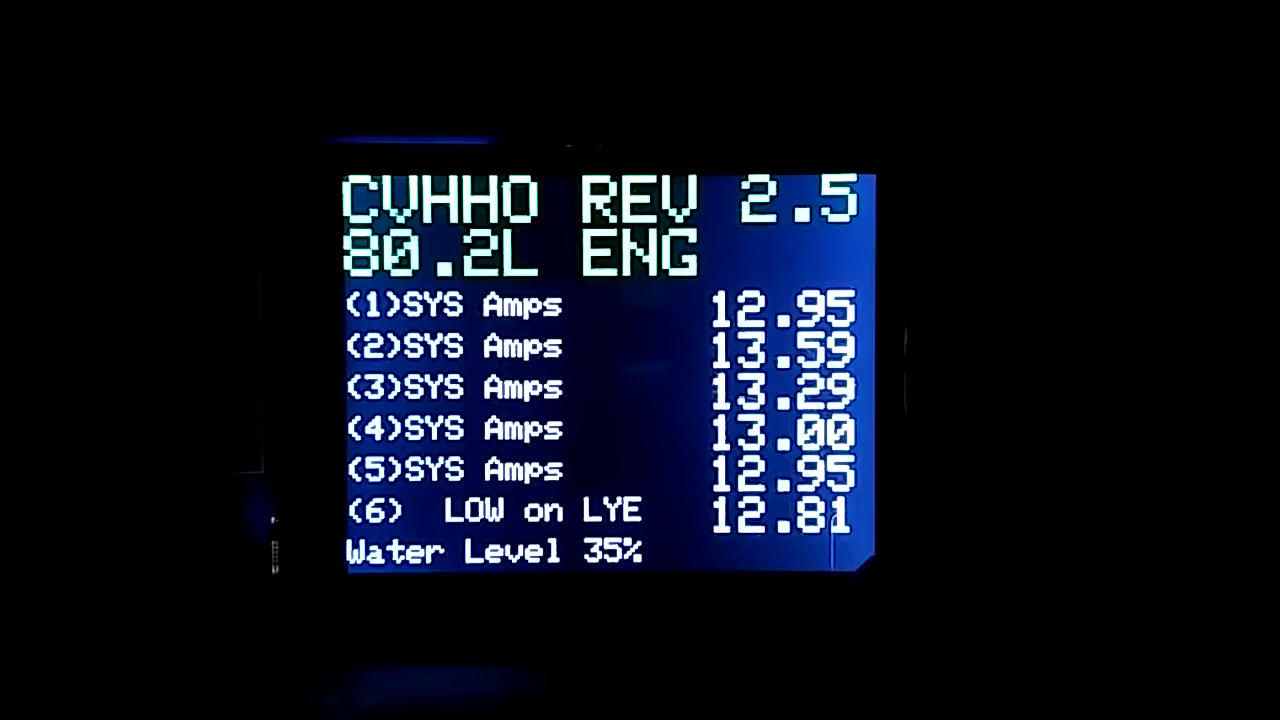 CVHHO REV 2.5
80.2L ENG
(1)SYS Amps 12.95
(2)SYS Amps 13.59
(3)SYS Amps 13.29
(4)SYS Amps 13.00
(5)SYS Amps 12.95
(6) LOW on LYE 12.81
Water Level 35%